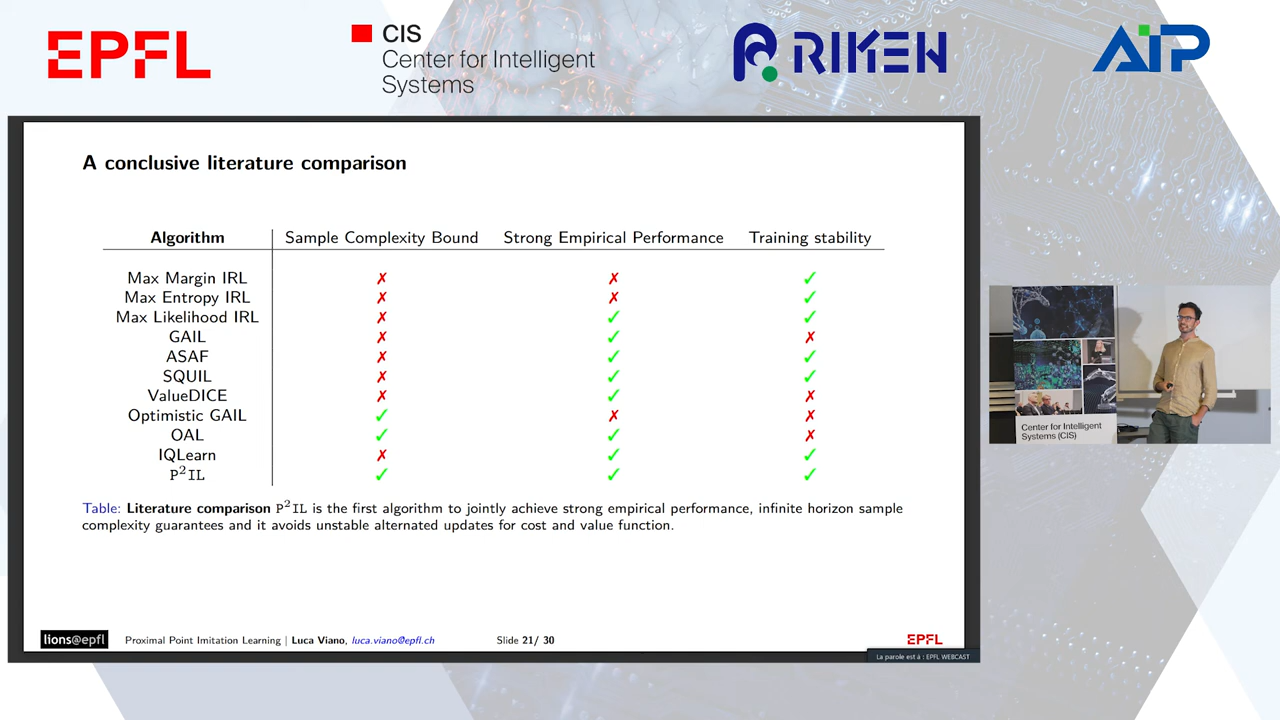 EPFL
CIS
Center for Intelligent
Systems
RIKEN
AIP
A conclusive literature comparison
Algorithm Sample Complexity Bound Strong Empirical Performance Training stability
Max Margin IRL ✗ ✗ ✓
Max Entropy IRL ✗ ✗ ✓
Max Likelihood IRL ✗ ✓ ✓
GAIL ✗ ✓ ✗
ASAF ✗ ✓ ✓
SQUIL ✗ ✓ ✓
ValueDICE ✗ ✓ ✗
Optimistic GAIL ✓ ✗ ✗
OAL ✓ ✓ ✗
IQLearn ✗ ✓ ✓
P²IL ✓ ✓ ✓
Table: Literature comparison P²IL is the first algorithm to jointly achieve strong empirical performance, infinite horizon sample
complexity guarantees and it avoids unstable alternated updates for cost and value function.
lions@epfl Proximal Point Imitation Learning | Luca Viano, luca.viano@epfl.ch Slide 21/ 30 EPFL
La parole est à : EPFL WEBCAST
Center for Intelligent
Systems (CIS)